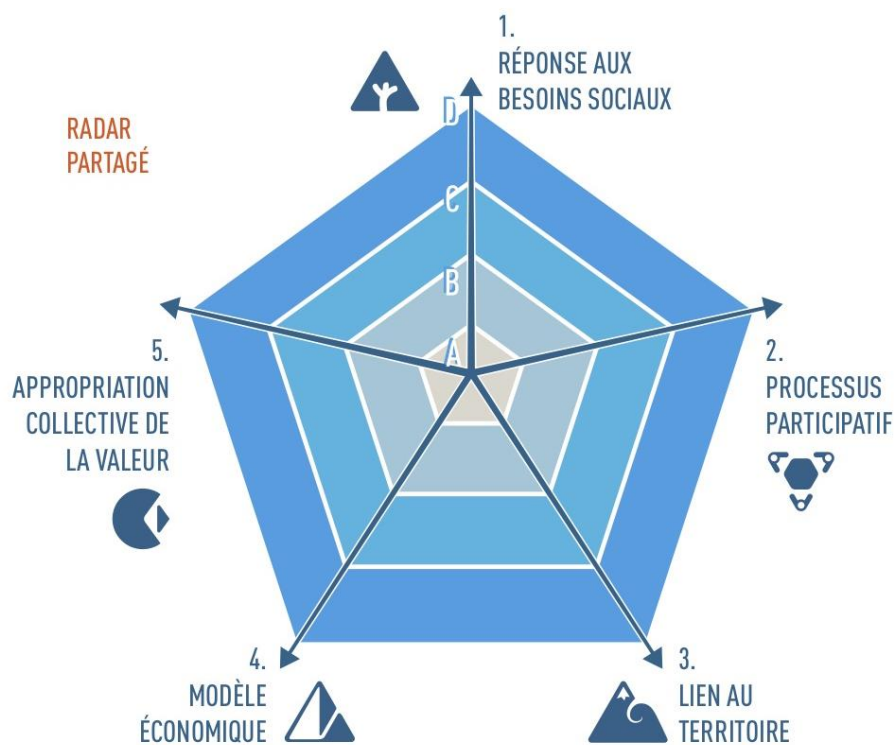 RADAR
PARTAGÉ
1.
RÉPONSE AUX
BESOINS SOCIAUX
D
C
B
A
2.
PROCESSUS
PARTICIPATIF
3.
LIEN AU
TERRITOIRE
4.
MODÈLE
ÉCONOMIQUE
5.
APPROPRIATION
COLLECTIVE DE
LA VALEUR